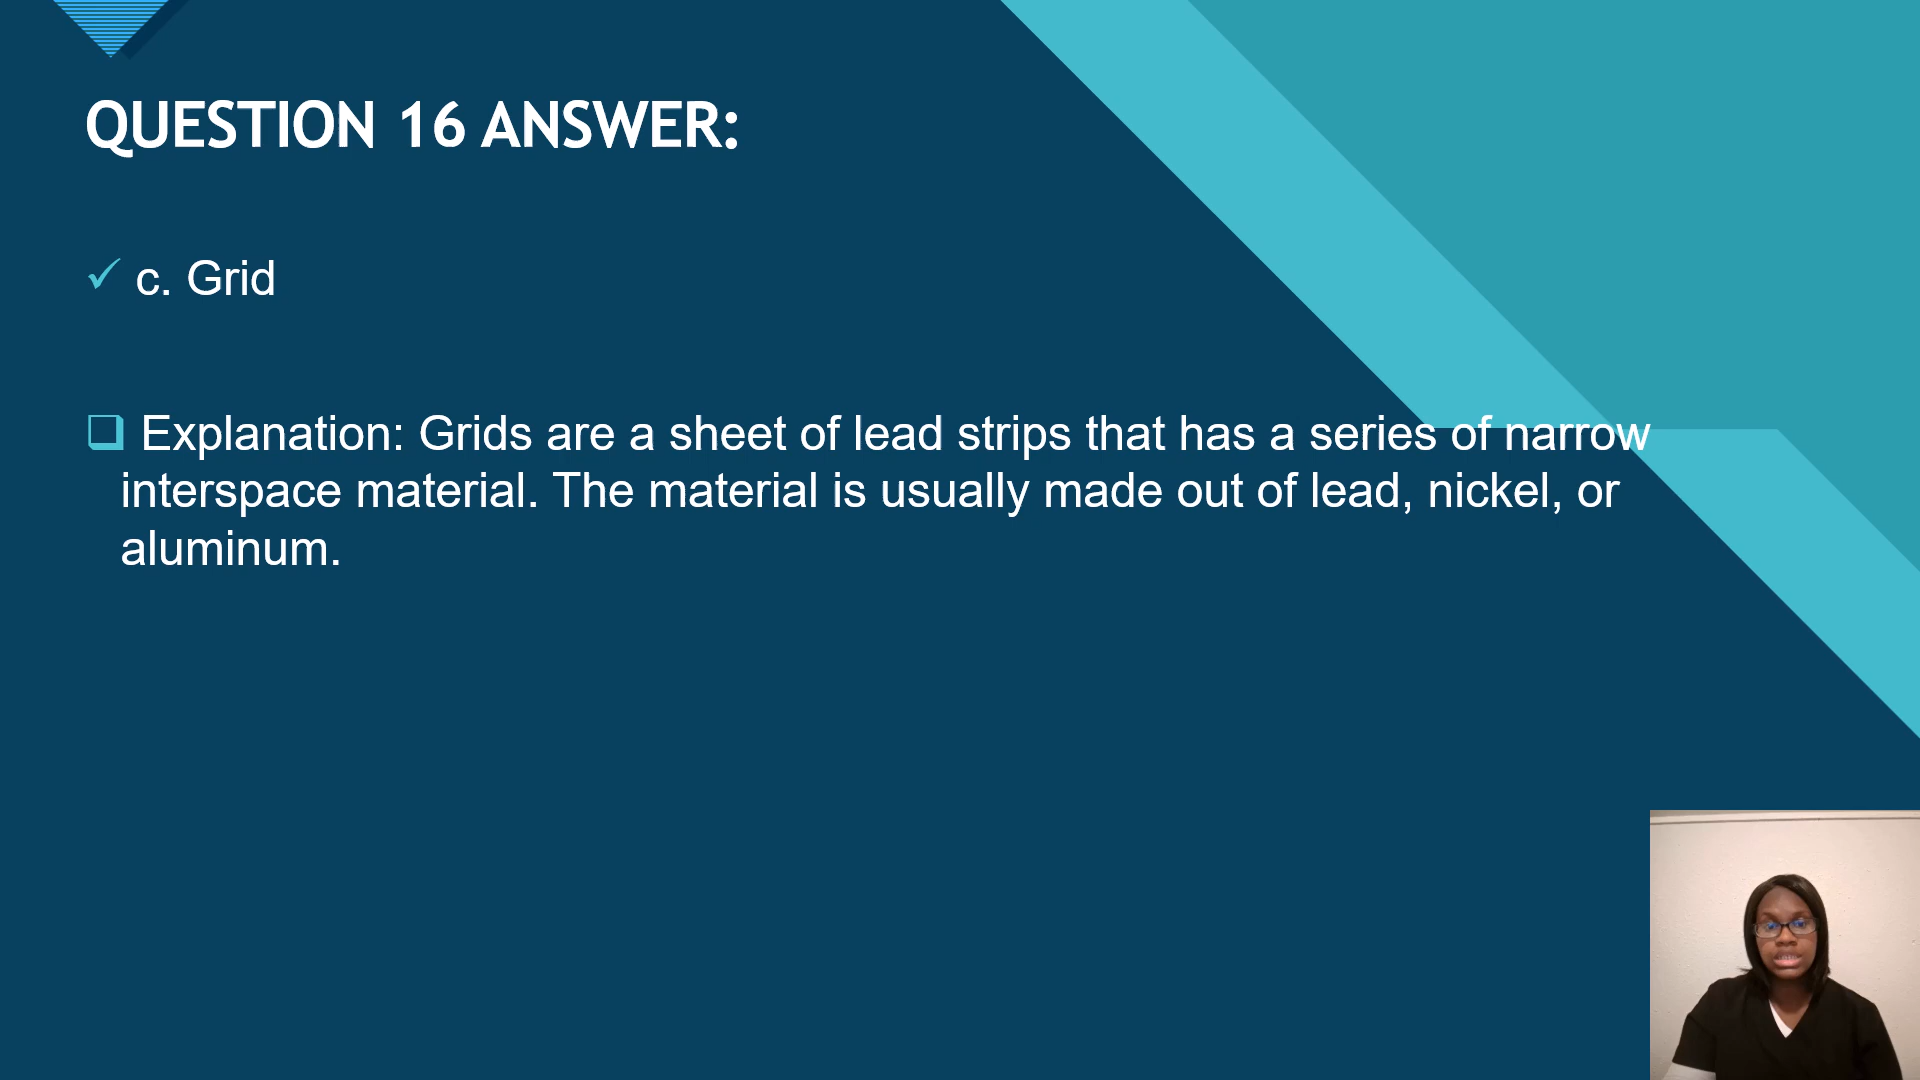 QUESTION 16 ANSWER:
✓ c. Grid
❑ Explanation: Grids are a sheet of lead strips that has a series of narrow
interspace material. The material is usually made out of lead, nickel, or
aluminum.